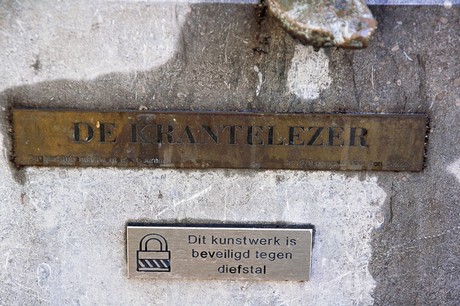 DE KRANTELEZER
Dit kunstwerk is
beveiligd tegen
diefstal